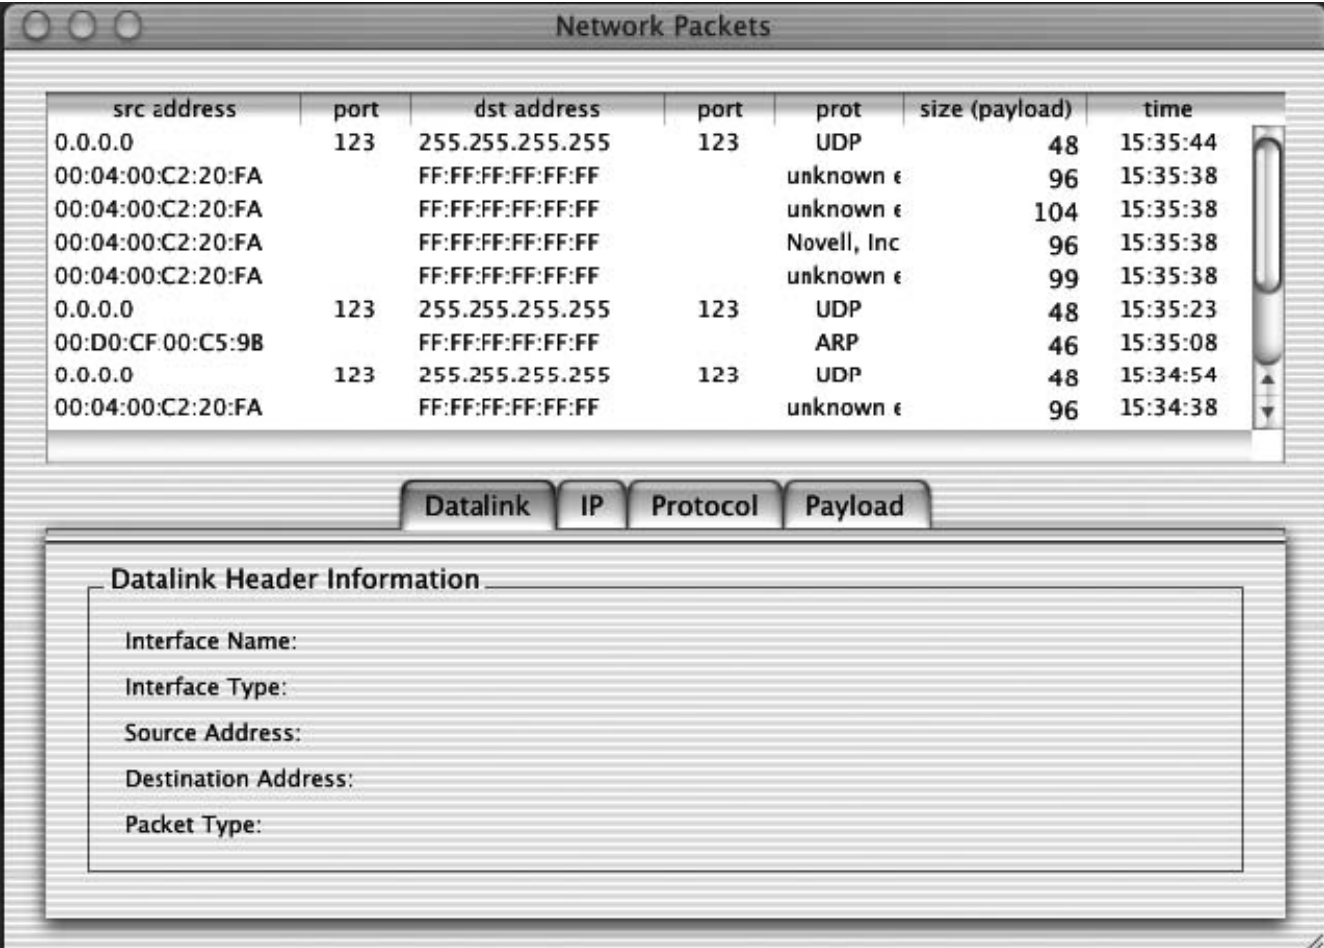 Network Packets
src address port dst address port prot size (payload) time
0.0.0.0 123 255.255.255.255 123 UDP 48 15:35:44
00:04:00:C2:20:FA FF:FF:FF:FF:FF:FF unknown e 96 15:35:38
00:04:00:C2:20:FA FF:FF:FF:FF:FF:FF unknown e 104 15:35:38
00:04:00:C2:20:FA FF:FF:FF:FF:FF:FF Novell, Inc 96 15:35:38
00:04:00:C2:20:FA FF:FF:FF:FF:FF:FF unknown e 99 15:35:38
0.0.0.0 123 255.255.255.255 123 UDP 48 15:35:23
00:D0:CF:00:C5:9B FF:FF:FF:FF:FF:FF ARP 46 15:35:08
0.0.0.0 123 255.255.255.255 123 UDP 48 15:34:54
00:04:00:C2:20:FA FF:FF:FF:FF:FF:FF unknown e 96 15:34:38
Datalink IP Protocol Payload
Datalink Header Information
Interface Name:
Interface Type:
Source Address:
Destination Address:
Packet Type: